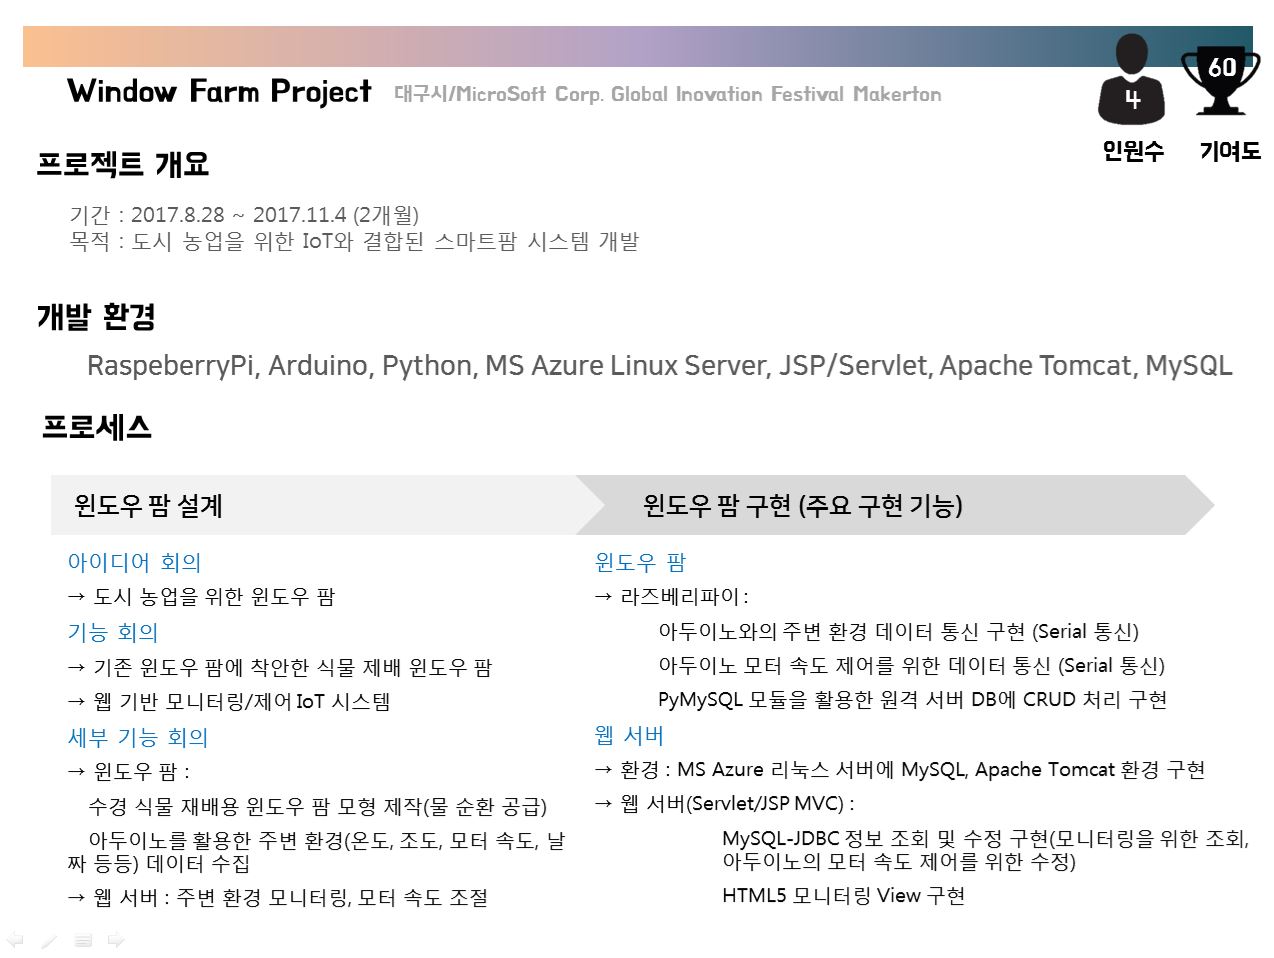 Window Farm Project 대구시/MicroSoft Corp. Global Inovation Festival Makerton
4
60
인원수 기여도
프로젝트 개요
기간 : 2017.8.28 ~ 2017.11.4 (2개월)
목적 : 도시 농업을 위한 IoT와 결합된 스마트팜 시스템 개발
개발 환경
RaspeberryPi, Arduino, Python, MS Azure Linux Server, JSP/Servlet, Apache Tomcat, MySQL
프로세스
윈도우 팜 설계
아이디어 회의
→ 도시 농업을 위한 윈도우 팜
기능 회의
→ 기존 윈도우 팜에 착안한 식물 제배 윈도우 팜
→ 웹 기반 모니터링/제어 IoT 시스템
세부 기능 회의
→ 윈도우 팜 :
수경 식물 재배용 윈도우 팜 모형 제작(물 순환 공급)
아두이노를 활용한 주변 환경(온도, 조도, 모터 속도, 날
짜 등등) 데이터 수집
→ 웹 서버 : 주변 환경 모니터링, 모터 속도 조절
윈도우 팜 구현 (주요 구현 기능)
윈도우 팜
→ 라즈베리파이 :
아두이노와의 주변 환경 데이터 통신 구현 (Serial 통신)
아두이노 모터 속도 제어를 위한 데이터 통신 (Serial 통신)
PyMySQL 모듈을 활용한 원격 서버 DB에 CRUD 처리 구현
웹 서버
→ 환경 : MS Azure 리눅스 서버에 MySQL, Apache Tomcat 환경 구현
→ 웹 서버(Servlet/JSP MVC) :
MySQL-JDBC 정보 조회 및 수정 구현(모니터링을 위한 조회,
아두이노의 모터 속도 제어를 위한 수정)
HTML5 모니터링 View 구현